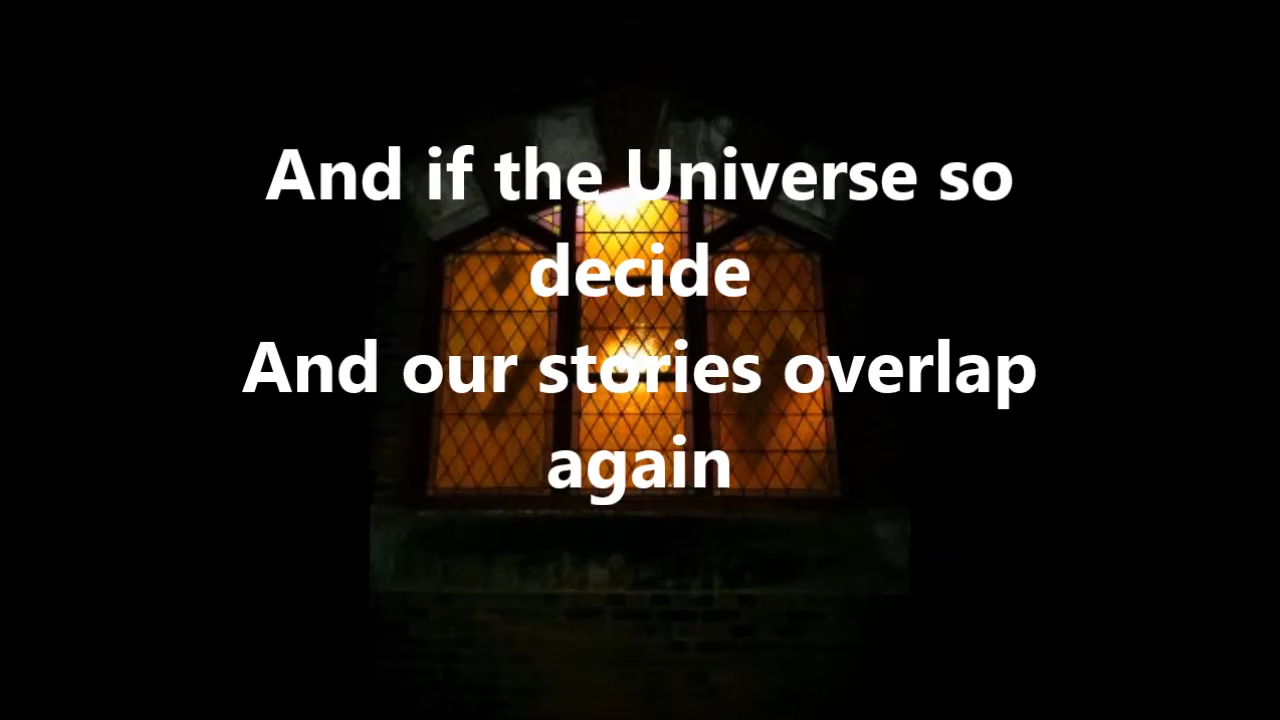 And if the Universe so
decide
And our stories overlap
again